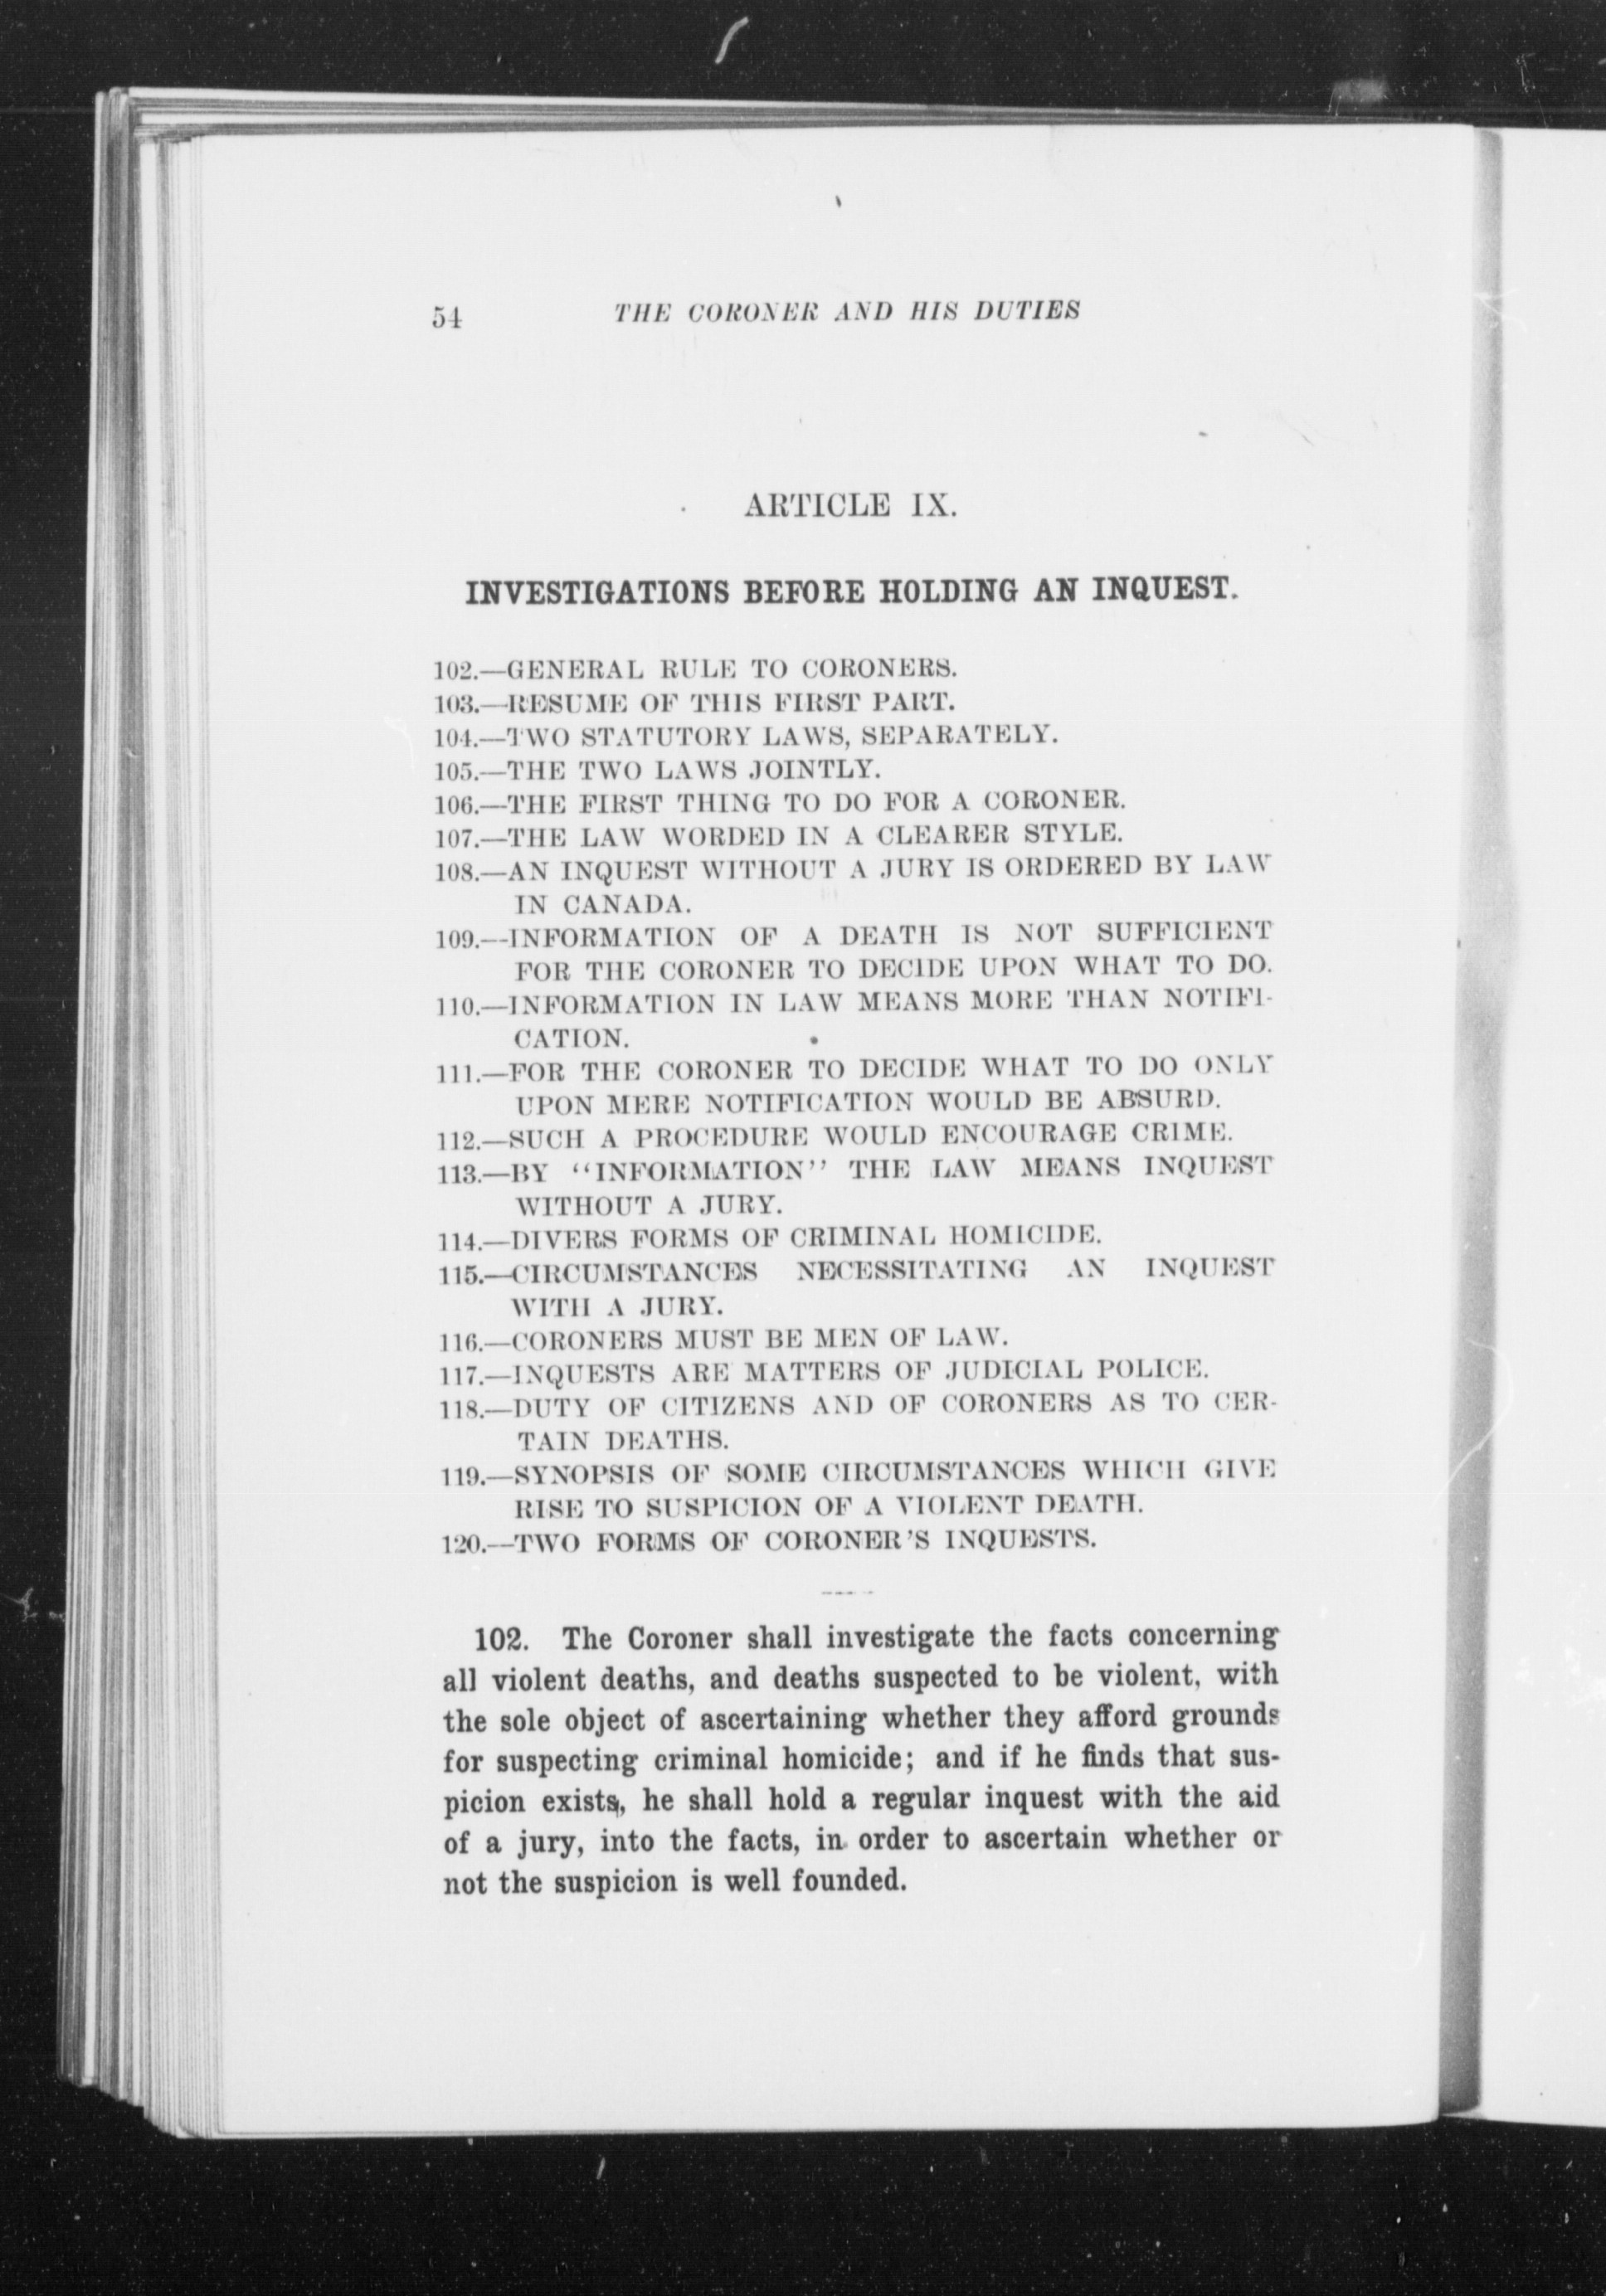 54 THE CORONER AND HIS DUTIES
ARTICLE IX.
INVESTIGATIONS BEFORE HOLDING AN INQUEST.
102.—GENERAL RULE TO CORONERS.
103.—RESUME OF THIS FIRST PART.
104.—TWO STATUTORY LAWS, SEPARATELY.
105.—THE TWO LAWS JOINTLY.
106.—THE FIRST THING TO DO FOR A CORONER.
107.—THE LAW WORDED IN A CLEARER STYLE.
108.—AN INQUEST WITHOUT A JURY IS ORDERED BY LAW
IN CANADA.
109.—INFORMATION OF A DEATH IS NOT SUFFICIENT
FOR THE CORONER TO DECIDE UPON WHAT TO DO.
110.—INFORMATION IN LAW MEANS MORE THAN NOTIFI-
CATION.
111.—FOR THE CORONER TO DECIDE WHAT TO DO ONLY
UPON MERE NOTIFICATION WOULD BE ABSURD.
112.—SUCH A PROCEDURE WOULD ENCOURAGE CRIME.
113.—BY "INFORMATION" THE LAW MEANS INQUEST
WITHOUT A JURY.
114.—DIVERS FORMS OF CRIMINAL HOMICIDE.
115.—CIRCUMSTANCES NECESSITATING AN INQUEST
WITH A JURY.
116.—CORONERS MUST BE MEN OF LAW.
117.—INQUESTS ARE MATTERS OF JUDICIAL POLICE.
118.—DUTY OF CITIZENS AND OF CORONERS AS TO CER-
TAIN DEATHS.
119.—SYNOPSIS OF SOME CIRCUMSTANCES WHICH GIVE
RISE TO SUSPICION OF A VIOLENT DEATH.
120.—TWO FORMS OF CORONER'S INQUESTS.
102. The Coroner shall investigate the facts concerning
all violent deaths, and deaths suspected to be violent, with
the sole object of ascertaining whether they afford grounds
for suspecting criminal homicide; and if he finds that sus-
picion exists, he shall hold a regular inquest with the aid
of a jury, into the facts, in order to ascertain whether or
not the suspicion is well founded.